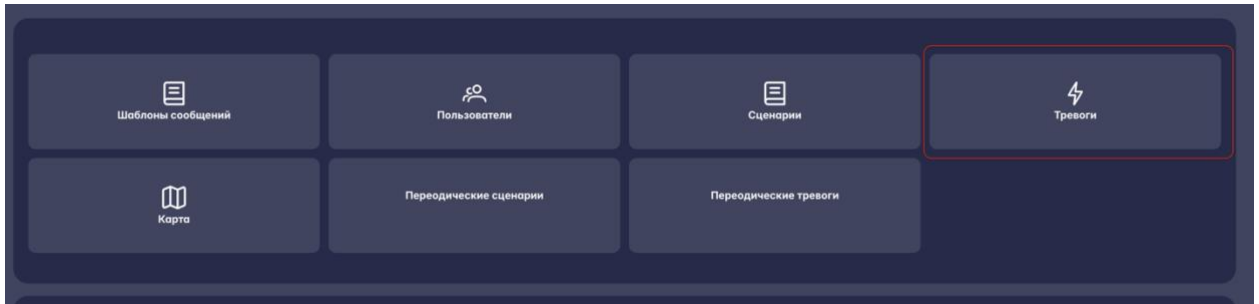 Шаблоны сообщений
Пользователи
Сценарии
Тревоги
Карта
Переодические сценарии
Переодические тревоги